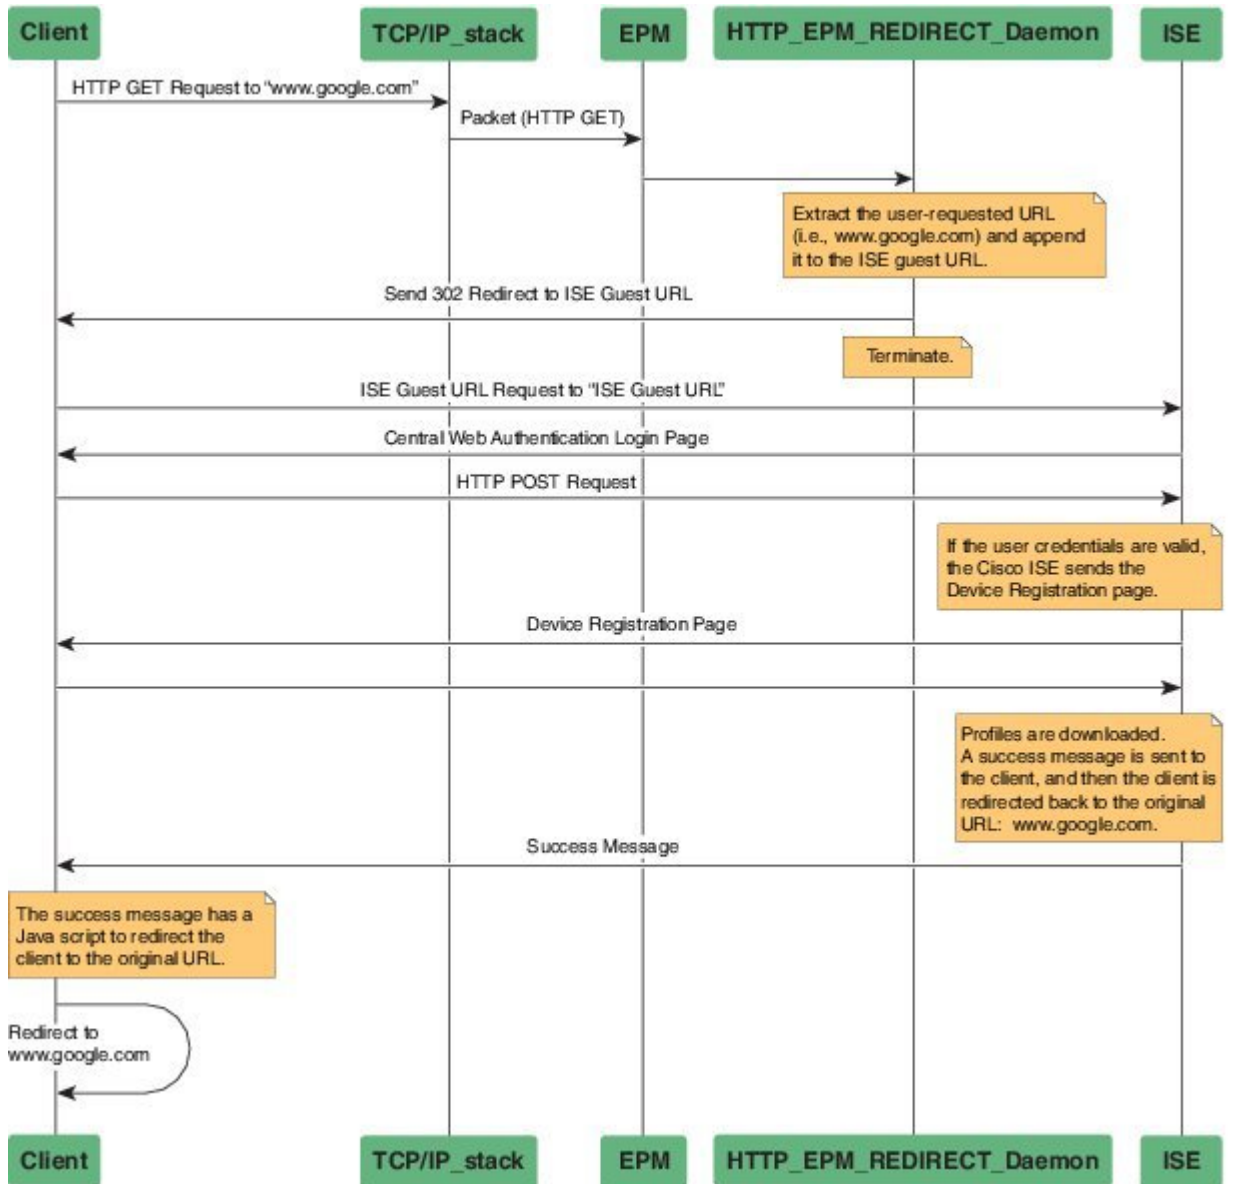 Client
TCP/IP_stack
EPM
HTTP_EPM_REDIRECT_Daemon
ISE
HTTP GET Request to “www.google.com”
Packet (HTTP GET)
Extract the user-requested URL
(i.e., www.google.com) and append
it to the ISE guest URL.
Send 302 Redirect to ISE Guest URL
Terminate.
ISE Guest URL Request to “ISE Guest URL”
Central Web Authentication Login Page
HTTP POST Request
If the user credentials are valid,
the Cisco ISE sends the
Device Registration page.
Device Registration Page
Profiles are downloaded.
A success message is sent to
the client, and then the client is
redirected back to the original
URL: www.google.com.
Success Message
The success message has a
Java script to redirect the
client to the original URL.
Redirect to
www.google.com
Client
TCP/IP_stack
EPM
HTTP_EPM_REDIRECT_Daemon
ISE